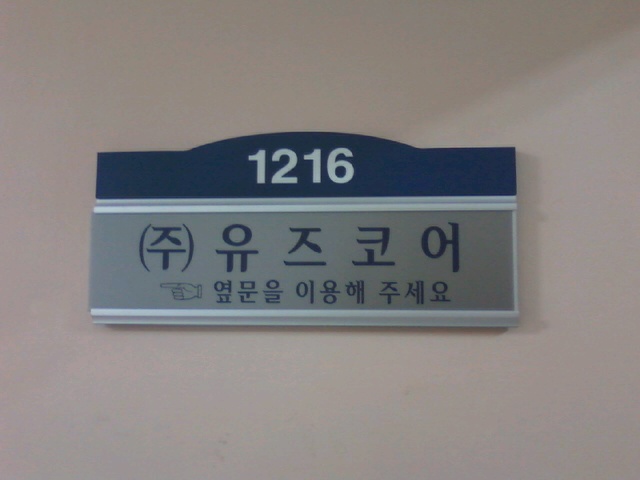 1216
(주)유즈코어
☜ 옆문을 이용해 주세요